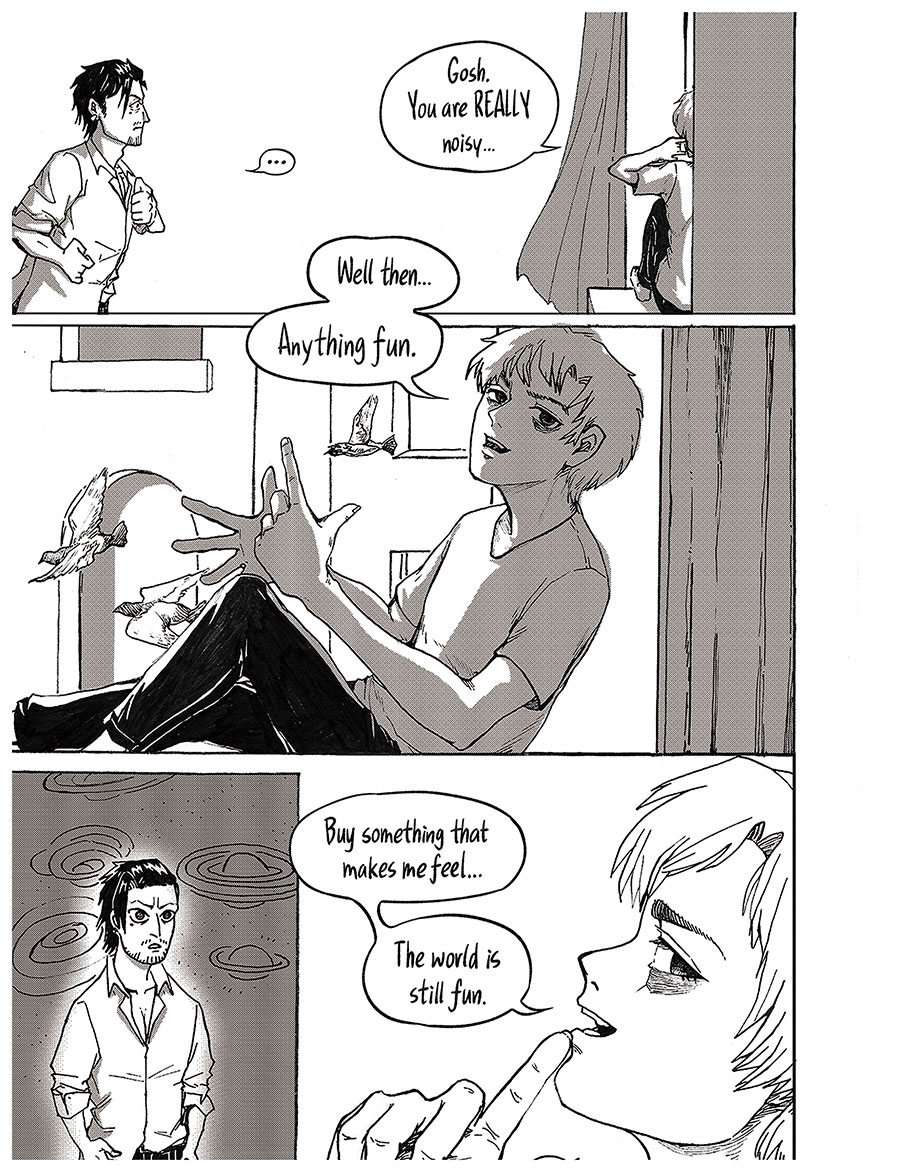 Gosh.
You are REALLY
noisy...
...
Well then...
Anything fun.
Buy something that
makes me feel...
The world is
still fun.